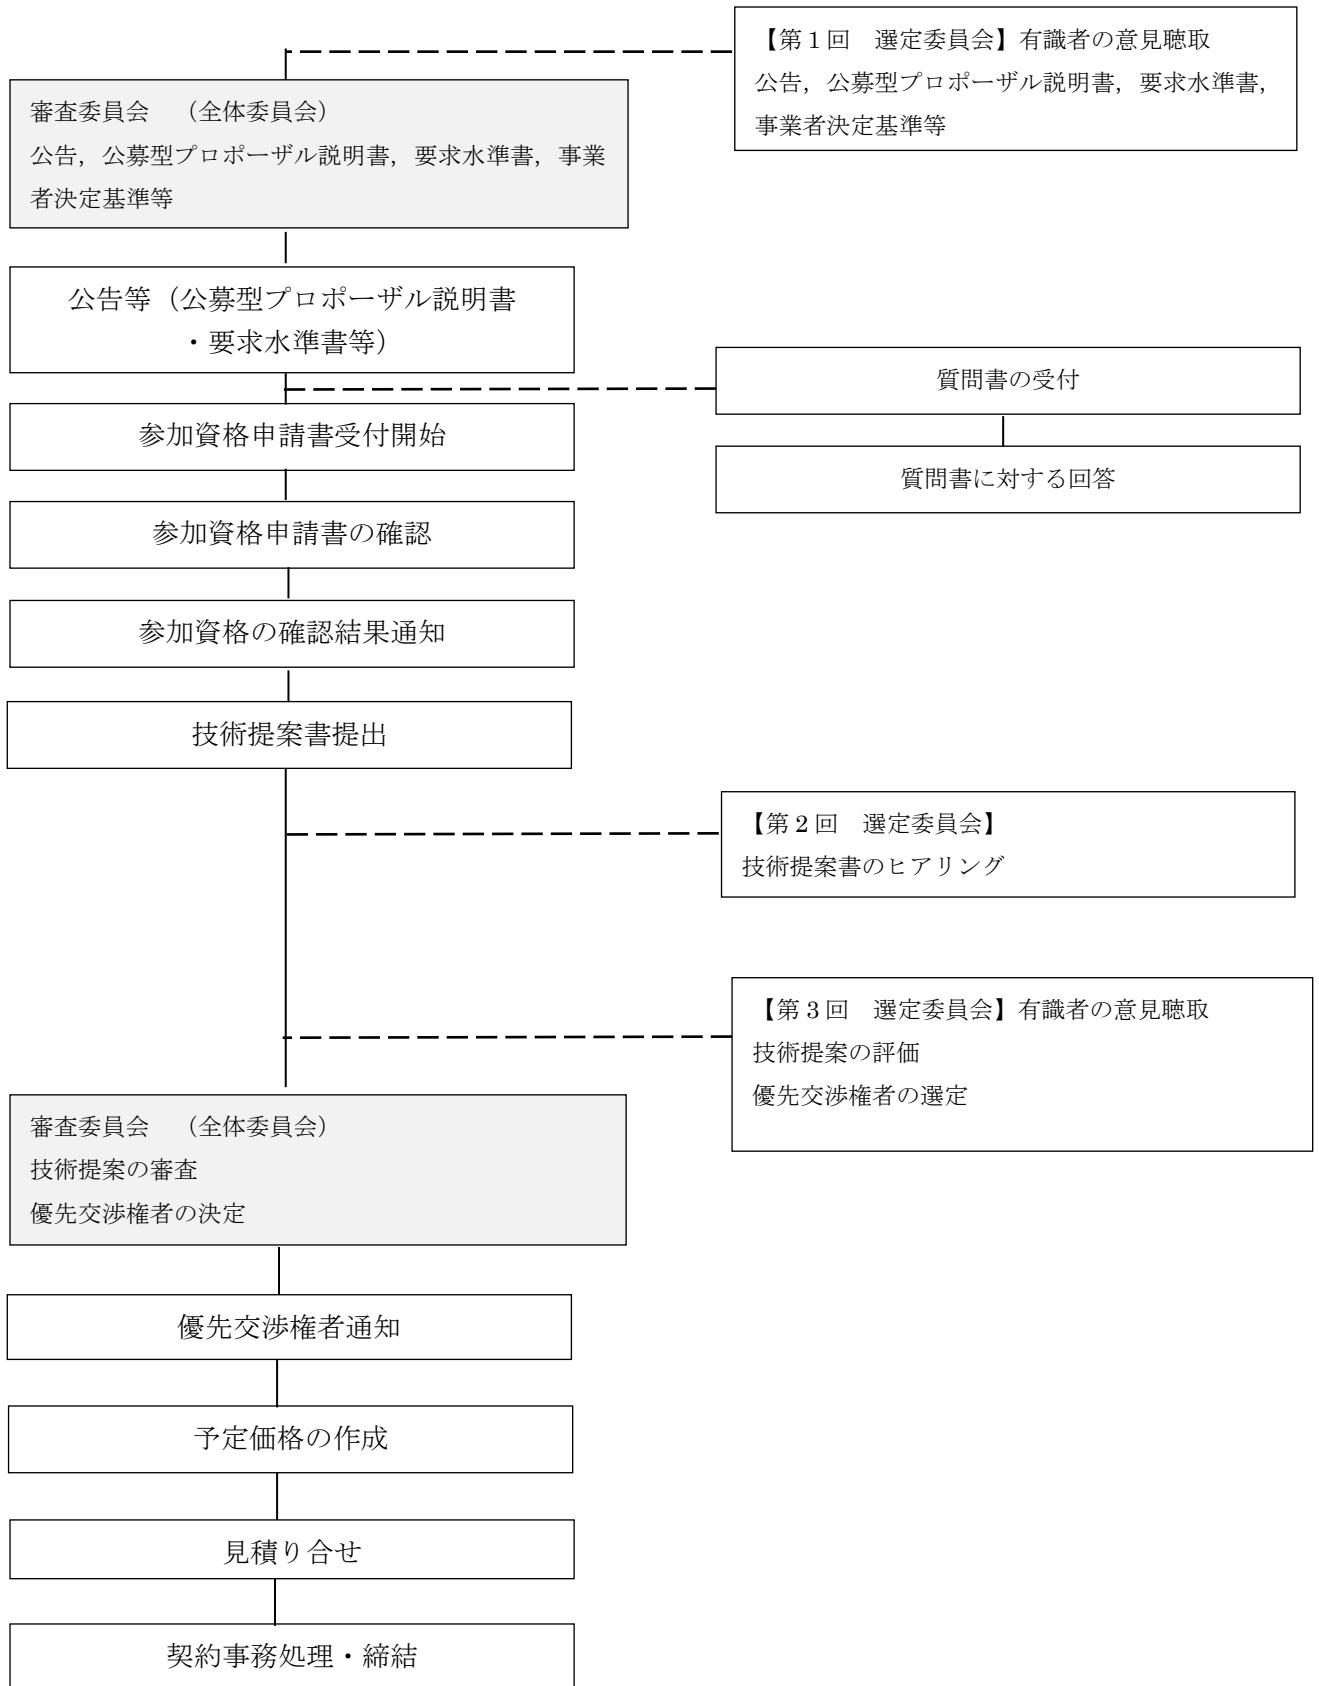 【第1回　選定委員会】有識者の意見聴取
公告，公募型プロポーザル説明書，要求水準書，
事業者決定基準等
審査委員会　（全体委員会）
公告，公募型プロポーザル説明書，要求水準書，事業
者決定基準等
公告等（公募型プロポーザル説明書
・要求水準書等）
質問書の受付
参加資格申請書受付開始
質問書に対する回答
参加資格申請書の確認
参加資格の確認結果通知
技術提案書提出
【第2回　選定委員会】
技術提案書のヒアリング
【第3回　選定委員会】有識者の意見聴取
技術提案の評価
優先交渉権者の選定
審査委員会　（全体委員会）
技術提案の審査
優先交渉権者の決定
優先交渉権者通知
予定価格の作成
見積り合せ
契約事務処理・締結